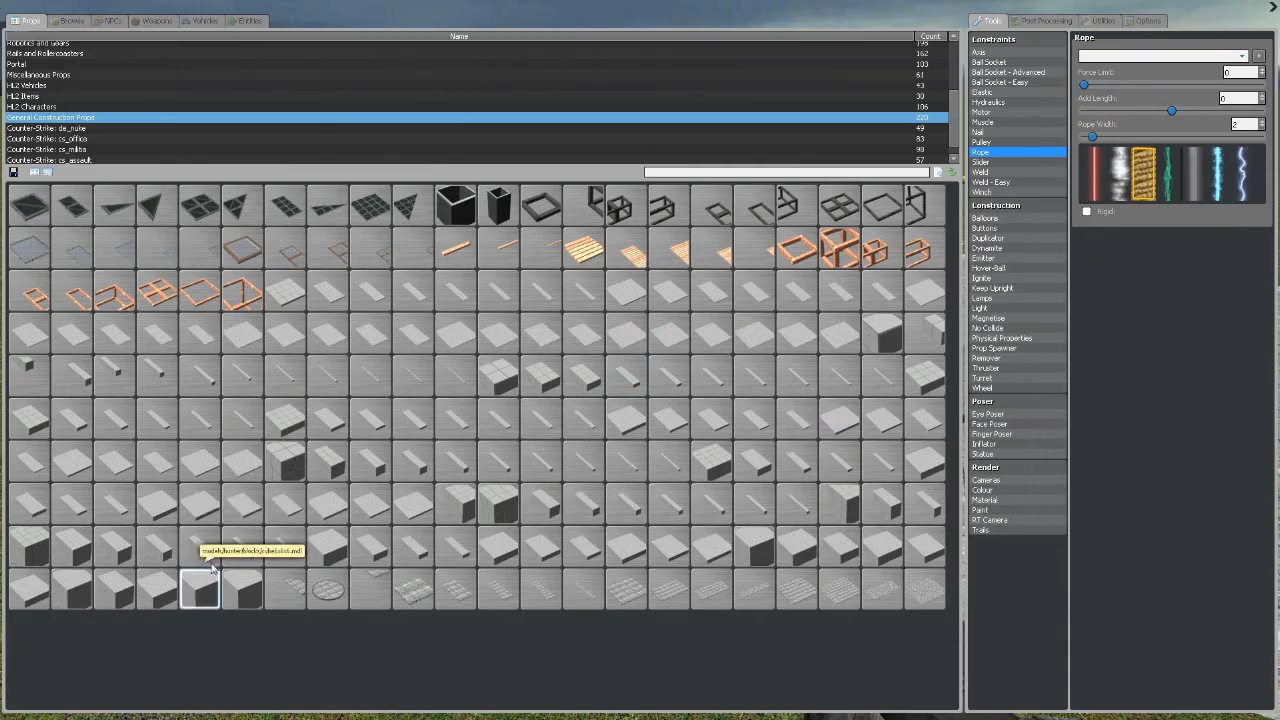 Props
Browse
NPCs
Weapons
Vehicles
Entities
Name
Count
Robotics and Gears
198
Rails and Rollercoasters
162
Portal
103
Miscellaneous Props
61
HL2 Vehicles
43
HL2 Items
30
HL2 Characters
106
General Construction Props
220
Counter-Strike: de_nuke
49
Counter-Strike: cs_office
83
Counter-Strike: cs_militia
93
Counter-Strike: cs_assault
57
models/hunter/blocks/cube6x6x6.mdl
Tools
Post Processing
Utilities
Options
Constraints
Axis
Ball Socket
Ball Socket - Advanced
Ball Socket - Easy
Elastic
Hydraulics
Motor
Muscle
Nail
Pulley
Rope
Slider
Weld
Weld - Easy
Winch
Construction
Balloons
Buttons
Duplicator
Dynamite
Emitter
Hover-Ball
Ignite
Keep Upright
Lamps
Light
Magnetise
No Collide
Physical Properties
Prop Spawner
Remover
Thruster
Turret
Wheel
Poser
Eye Poser
Face Poser
Finger Poser
Inflator
Statue
Render
Cameras
Colour
Material
Paint
RT Camera
Trails
Rope
+
Force Limit:
0
Add Length:
0
Rope Width:
2
Rigid: